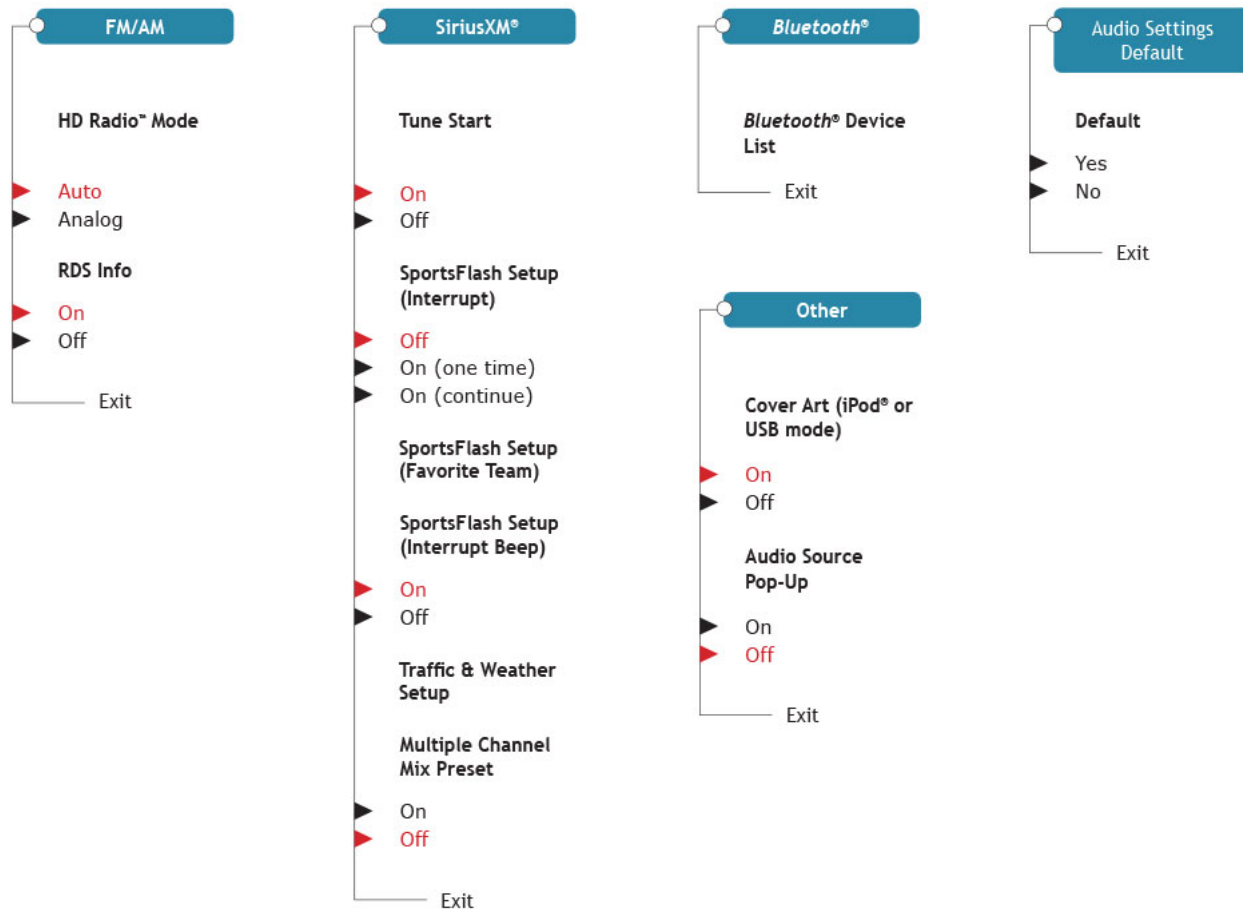 FM/AM
HD Radio™ Mode
Auto
Analog
RDS Info
On
Off
Exit
SiriusXM®
Tune Start
On
Off
SportsFlash Setup
(Interrupt)
Off
On (one time)
On (continue)
SportsFlash Setup
(Favorite Team)
SportsFlash Setup
(Interrupt Beep)
On
Off
Traffic & Weather
Setup
Multiple Channel
Mix Preset
On
Off
Exit
Bluetooth®
Bluetooth® Device
List
Exit
Other
Cover Art (iPod® or
USB mode)
On
Off
Audio Source
Pop-Up
On
Off
Exit
Audio Settings
Default
Default
Yes
No
Exit